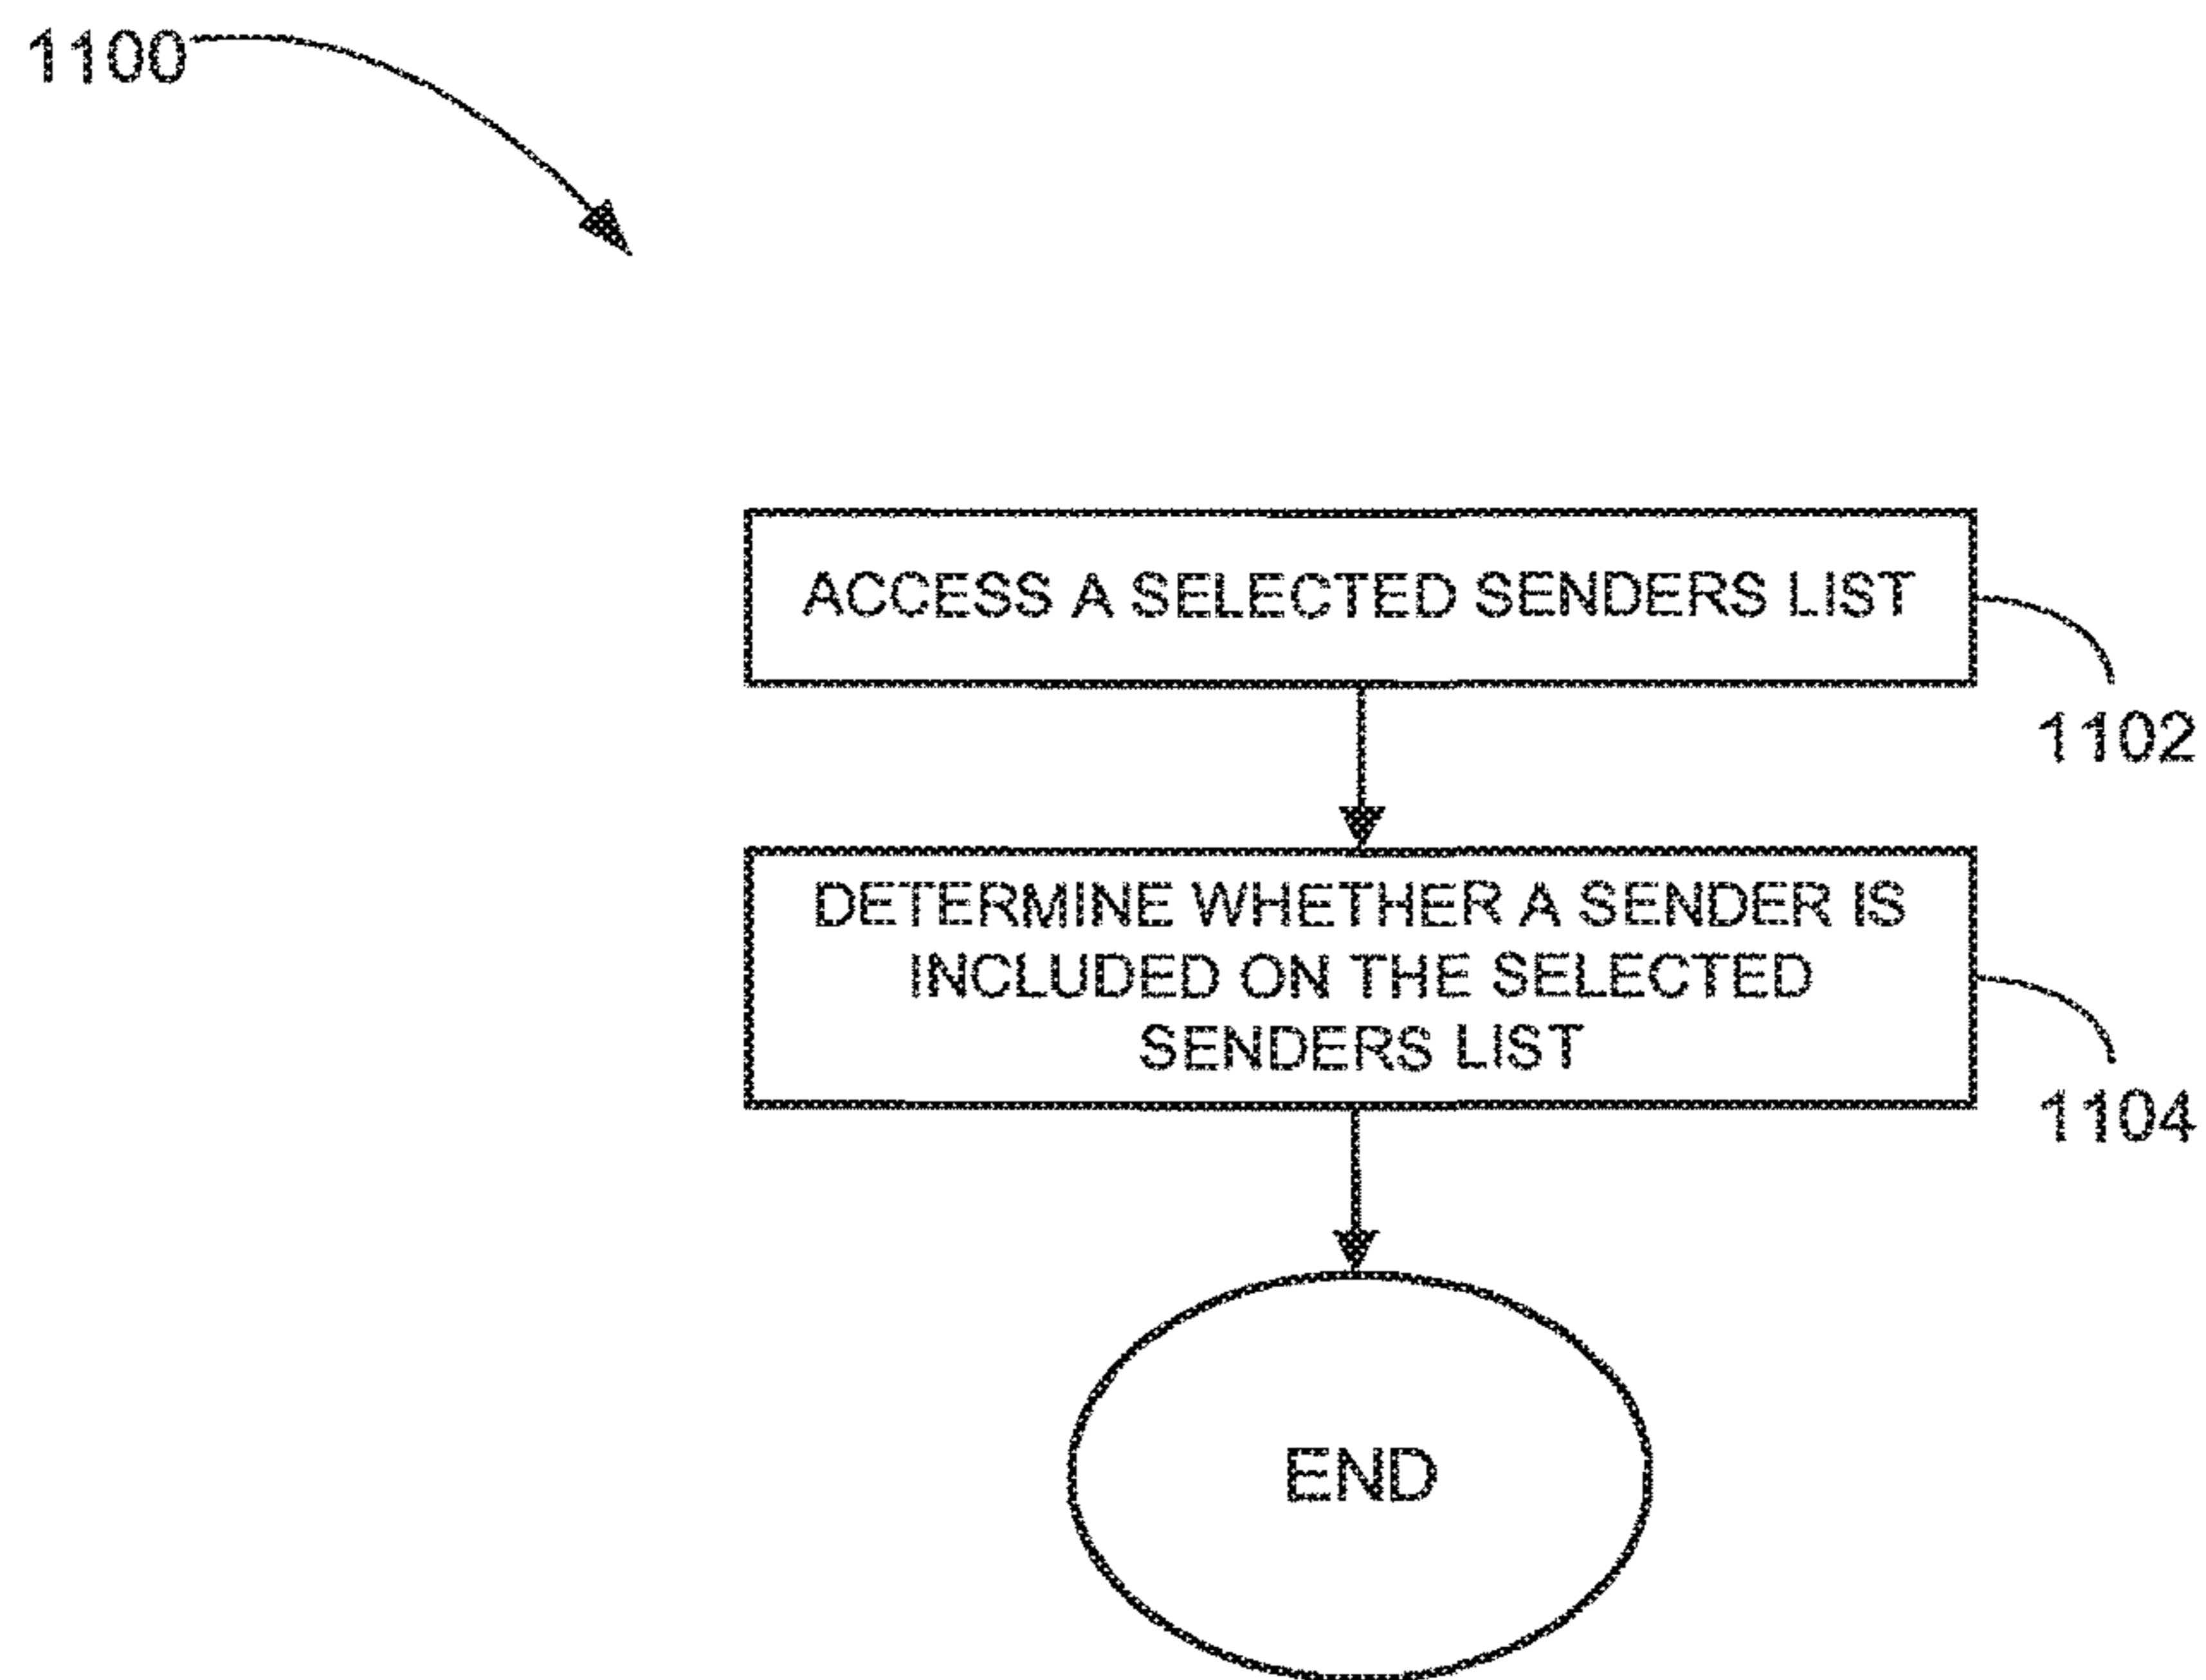 1100
ACCESS A SELECTED SENDERS LIST
1102
DETERMINE WHETHER A SENDER IS
INCLUDED ON THE SELECTED
SENDERS LIST
1104
END